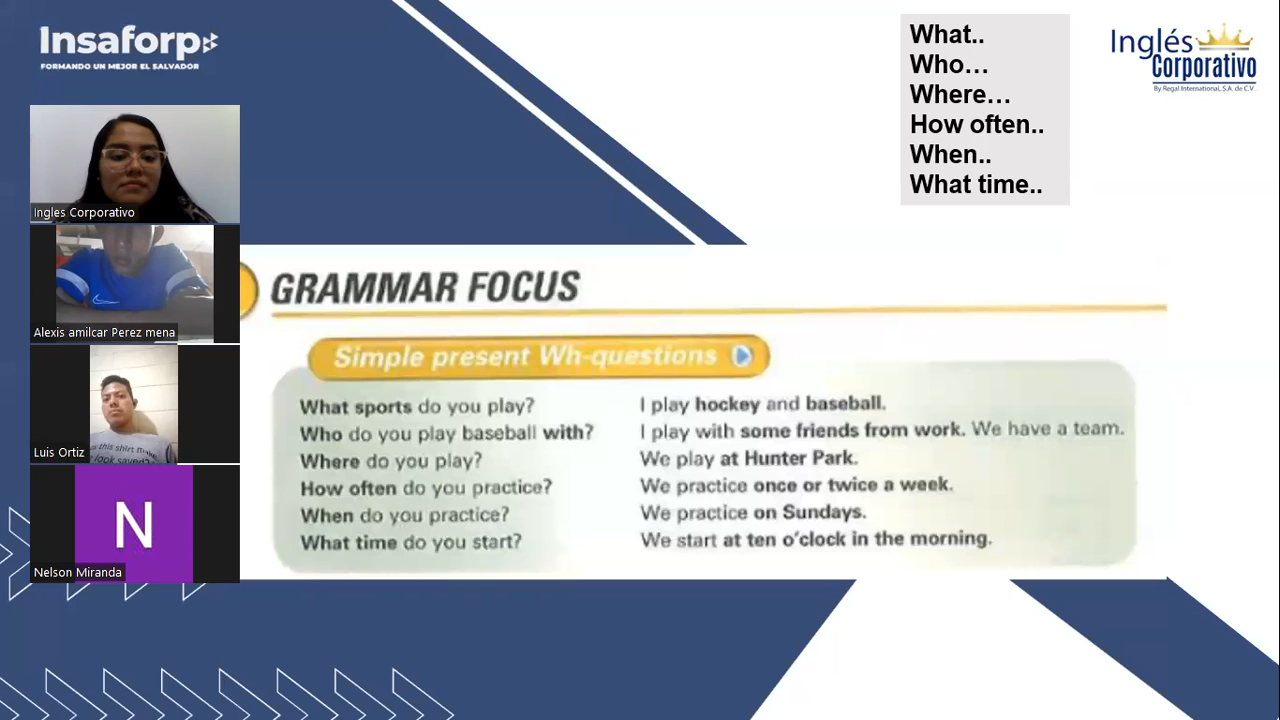 Insaforp
FORMANDO UN MEJOR EL SALVADOR
What..
Who…
Where…
How often..
When..
What time..
Inglés
Corporativo
By Regal International, S.A. de C.V.
Ingles Corporativo
Alexis amilcar Perez mena
Luis Ortiz
N
Nelson Miranda
GRAMMAR FOCUS
Simple present Wh-questions
What sports do you play? I play hockey and baseball.
Who do you play baseball with? I play with some friends from work. We have a team.
Where do you play? We play at Hunter Park.
How often do you practice? We practice once or twice a week.
When do you practice? We practice on Sundays.
What time do you start? We start at ten o'clock in the morning.